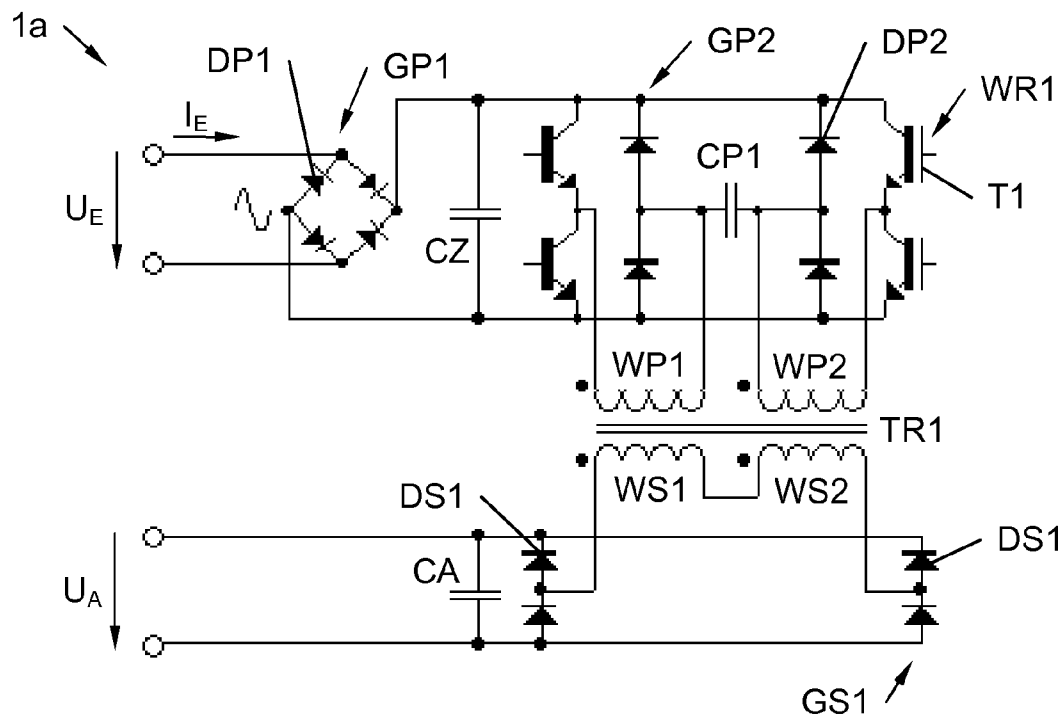 1a
DP1
GP1
GP2
DP2
WR1
I_E
CP1
T1
U_E
CZ
WP1
WP2
TR1
WS1
WS2
DS1
DS1
CA
U_A
GS1